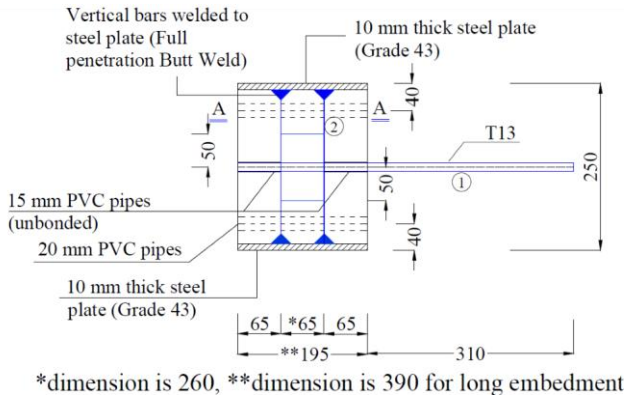 Vertical bars welded to
steel plate (Full
penetration Butt Weld)
10 mm thick steel plate
(Grade 43)
A
A
40
②
50
T13
250
①
50
15 mm PVC pipes
(unbonded)
20 mm PVC pipes
40
10 mm thick steel
plate (Grade 43)
65
*65
65
**195
310
*dimension is 260, **dimension is 390 for long embedment